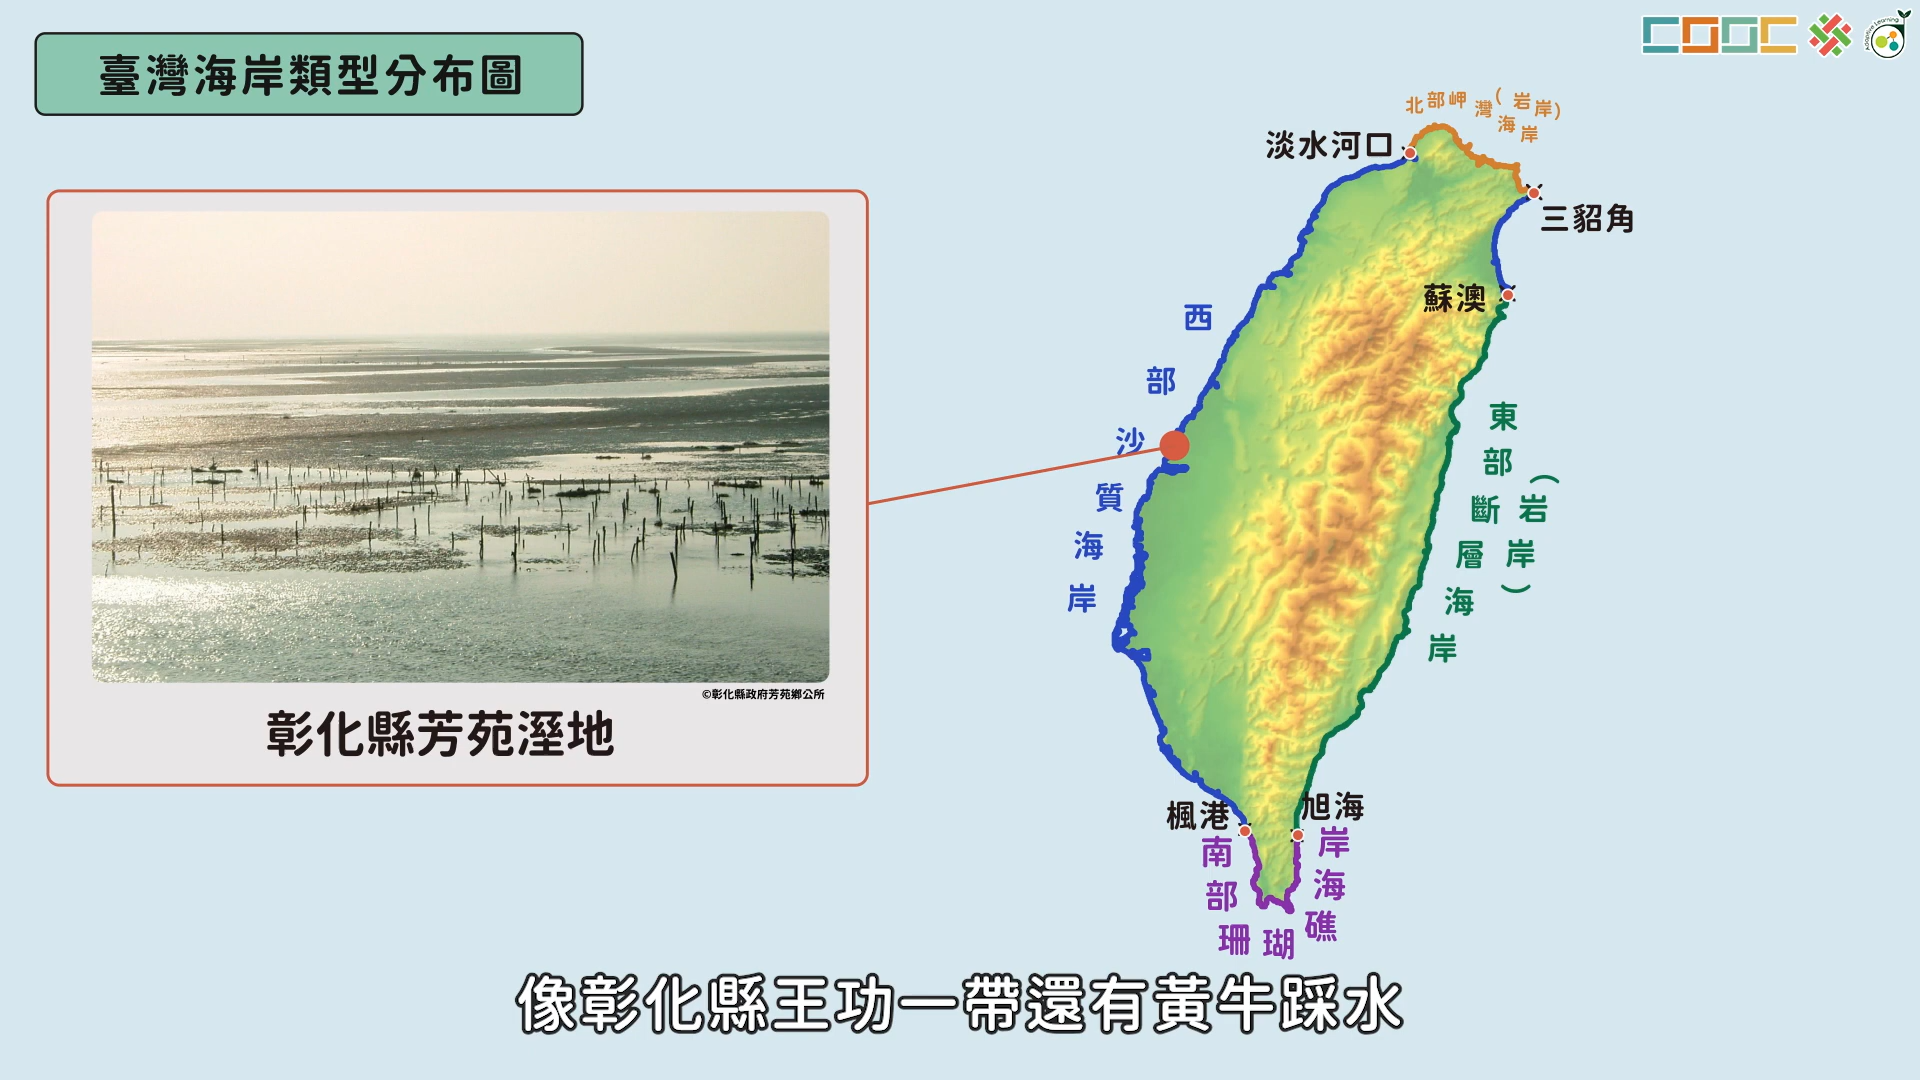 臺灣海岸類型分布圖
COOC
Adaptive Learning
北部岬灣(岩岸)海岸
淡水河口
三貂角
蘇澳
西部沙質海岸
東部斷層海岸
(岩岸)
©彰化縣政府芳苑鄉公所
彰化縣芳苑溼地
楓港
旭海
南部珊瑚礁海岸
像彰化縣王功一帶還有黃牛踩水